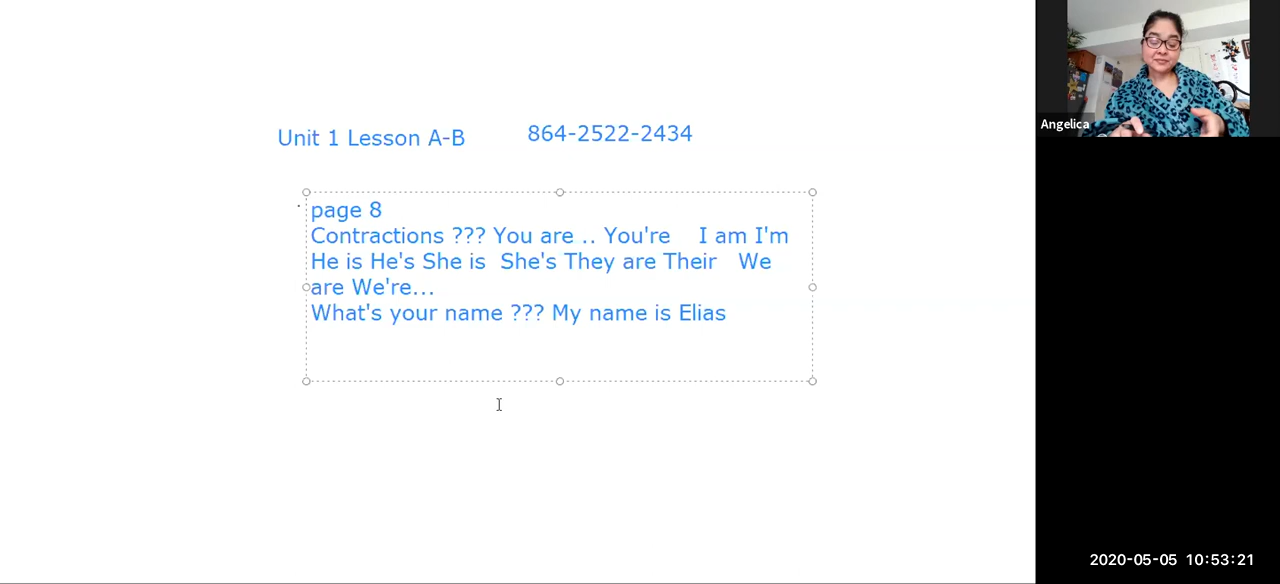 Unit 1 Lesson A-B 864-2522-2434
page 8
Contractions ??? You are .. You're I am I'm
He is He's She is She's They are Their We
are We're...
What's your name ??? My name is Elias
Angelica
2020-05-05 10:53:21